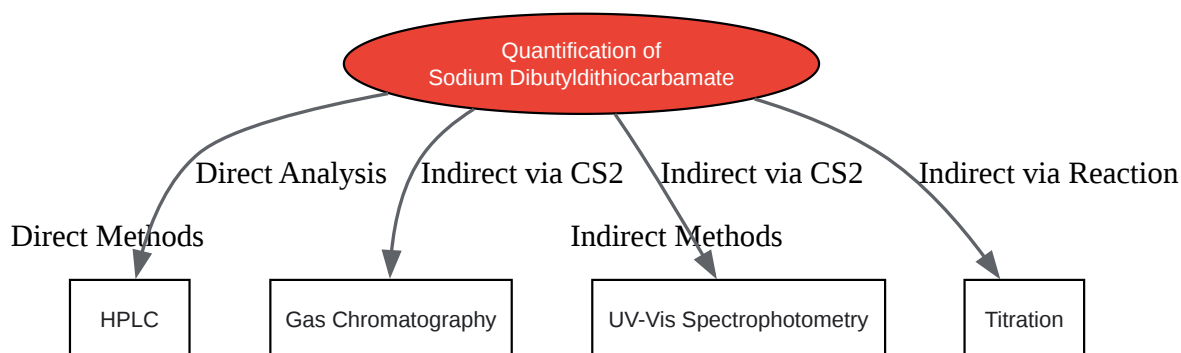 Quantification of
Sodium Dibutyldithiocarbamate
Direct Analysis
Indirect via CS2
Indirect via CS2
Indirect via Reaction
Direct Methods
Indirect Methods
HPLC
Gas Chromatography
UV-Vis Spectrophotometry
Titration